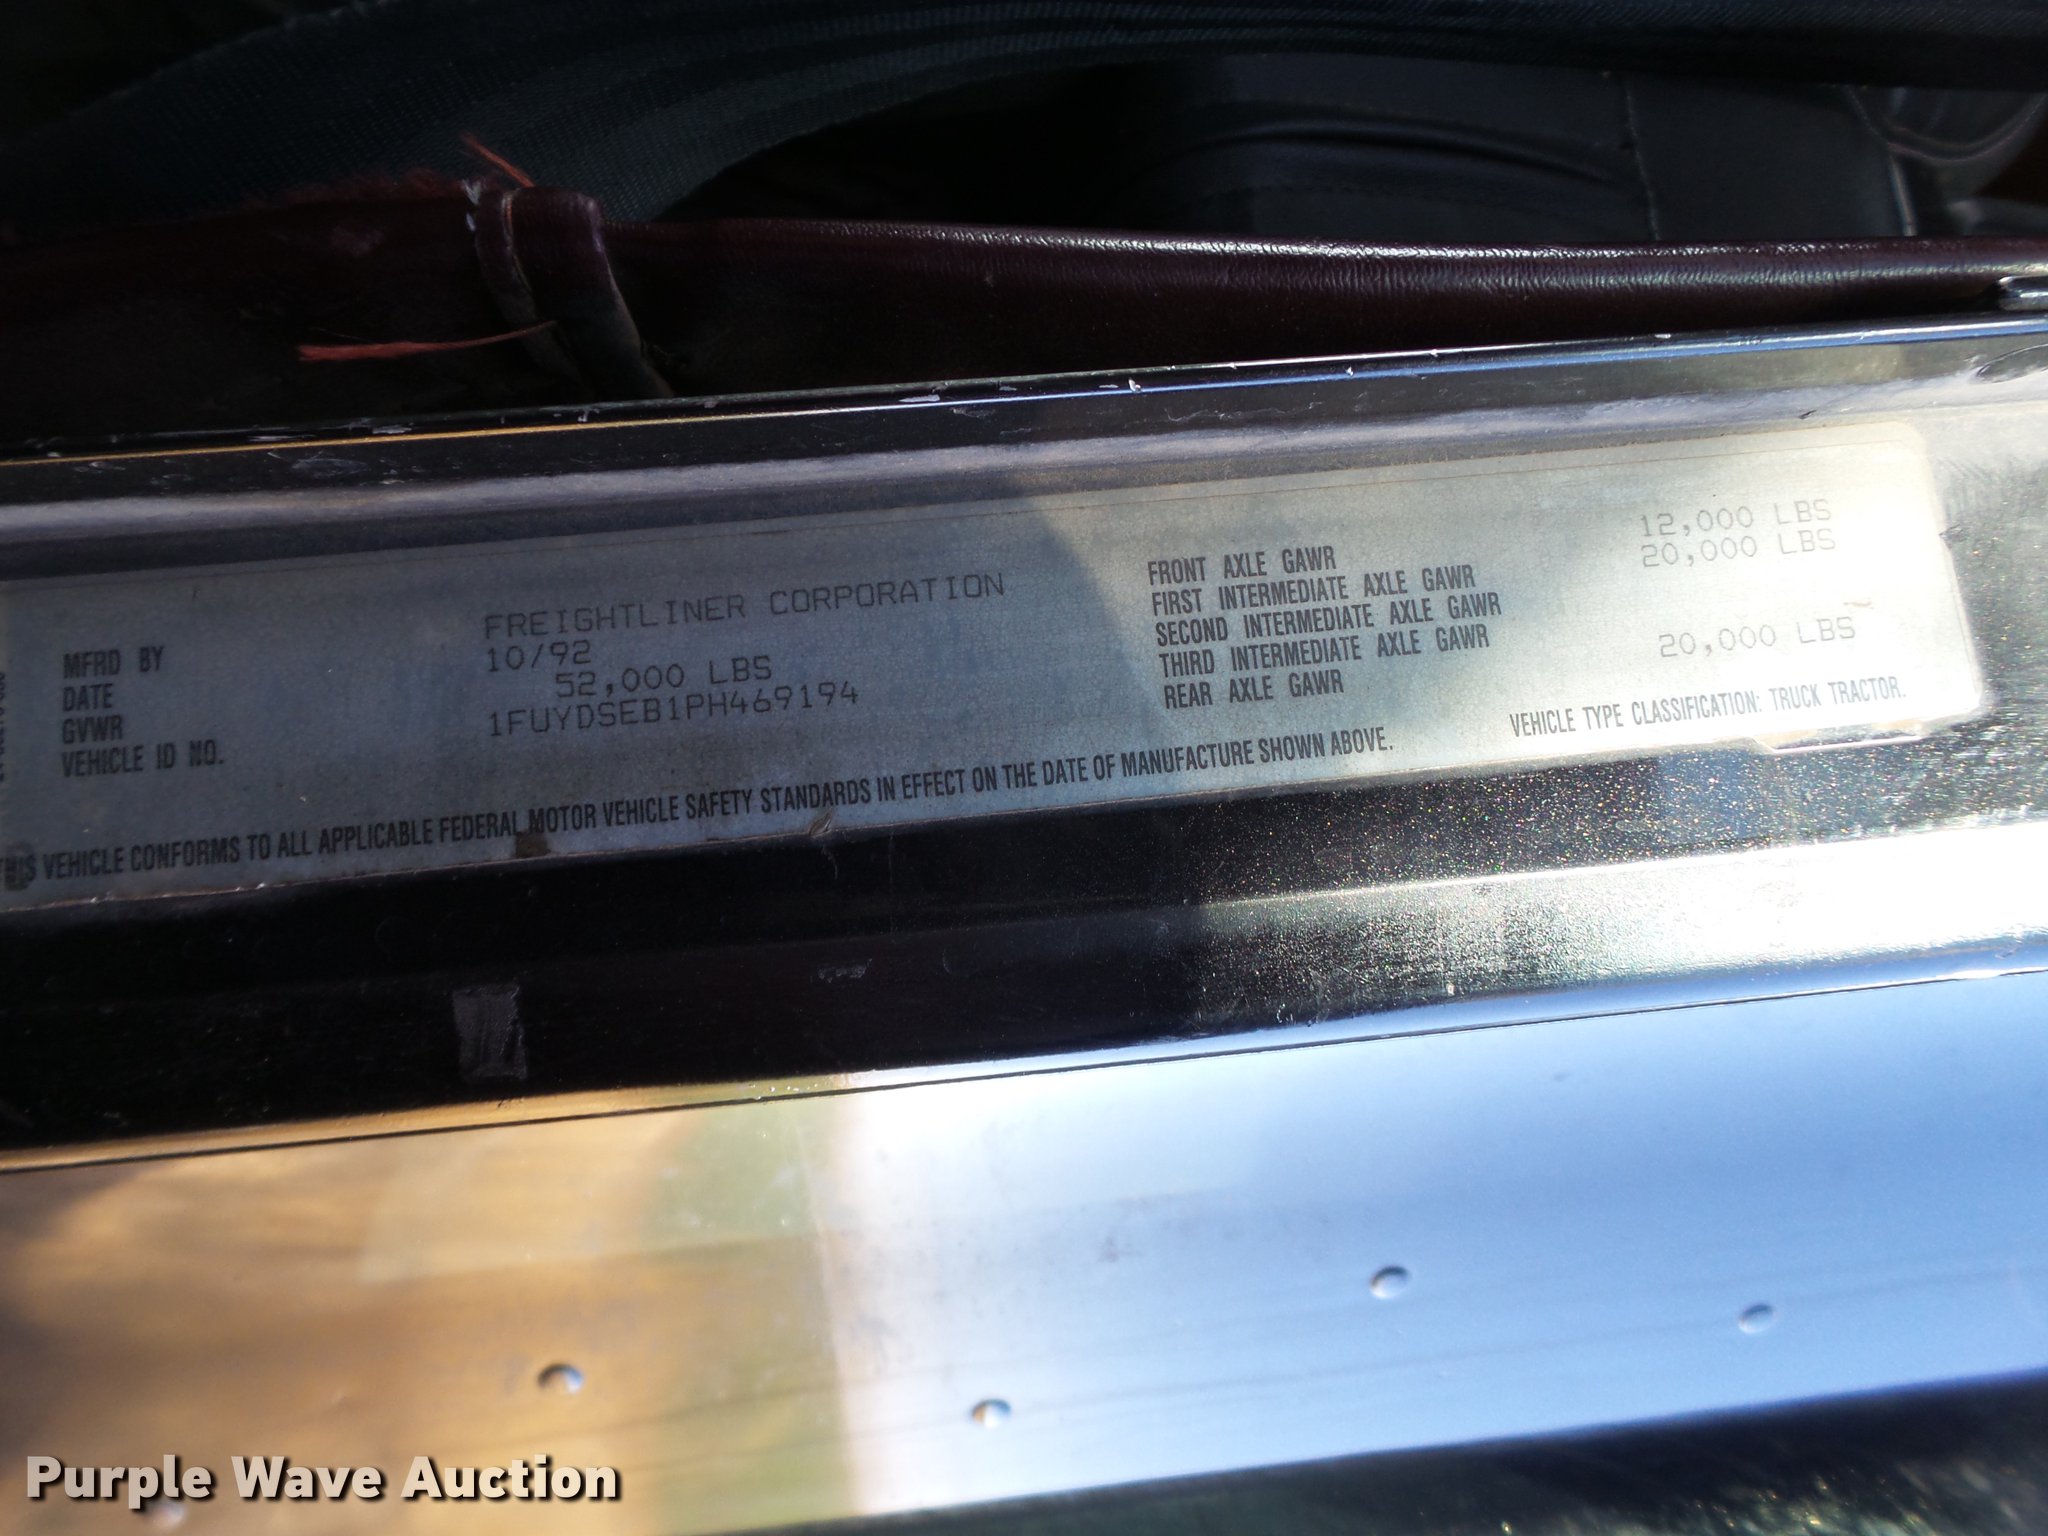 MFRD BY FREIGHTLINER CORPORATION
DATE 10/92
GVWR 52,000 LBS
VEHICLE ID NO. 1FUYDSEB1PH469194
FRONT AXLE GAWR 12,000 LBS
FIRST INTERMEDIATE AXLE GAWR 20,000 LBS
SECOND INTERMEDIATE AXLE GAWR
THIRD INTERMEDIATE AXLE GAWR
REAR AXLE GAWR 20,000 LBS
THIS VEHICLE CONFORMS TO ALL APPLICABLE FEDERAL MOTOR VEHICLE SAFETY STANDARDS IN EFFECT ON THE DATE OF MANUFACTURE SHOWN ABOVE.
VEHICLE TYPE CLASSIFICATION: TRUCK TRACTOR.
Purple Wave Auction